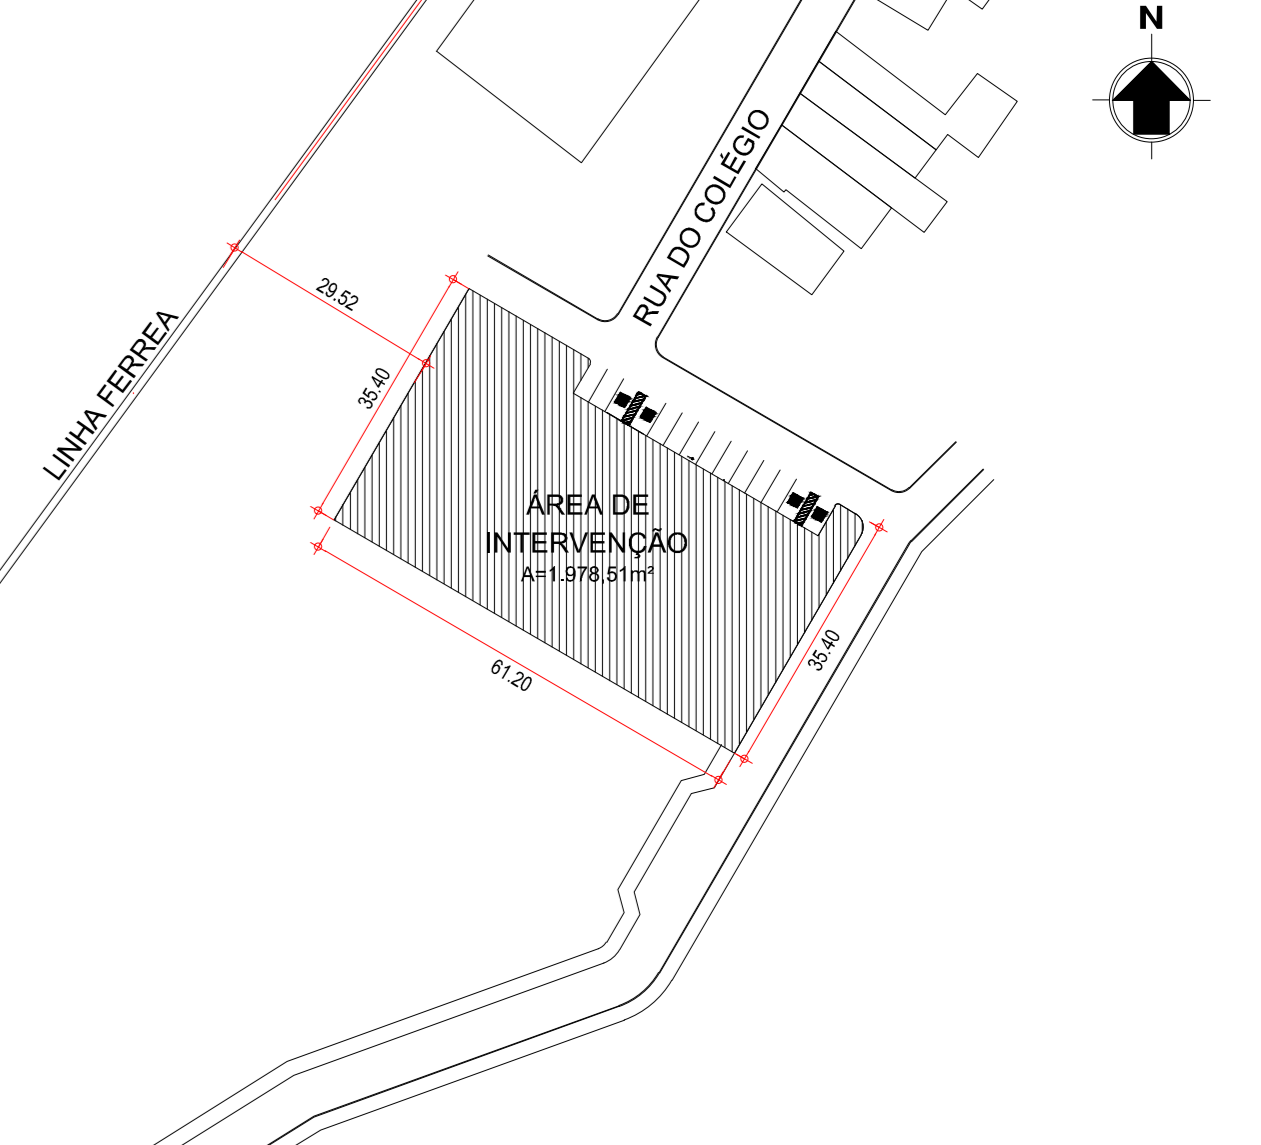 N
RUA DO COLÉGIO
29.52
LINHA FERREA
35.40
ÁREA DE
INTERVENÇÃO
A=1.978,51m²
35.40
61.20